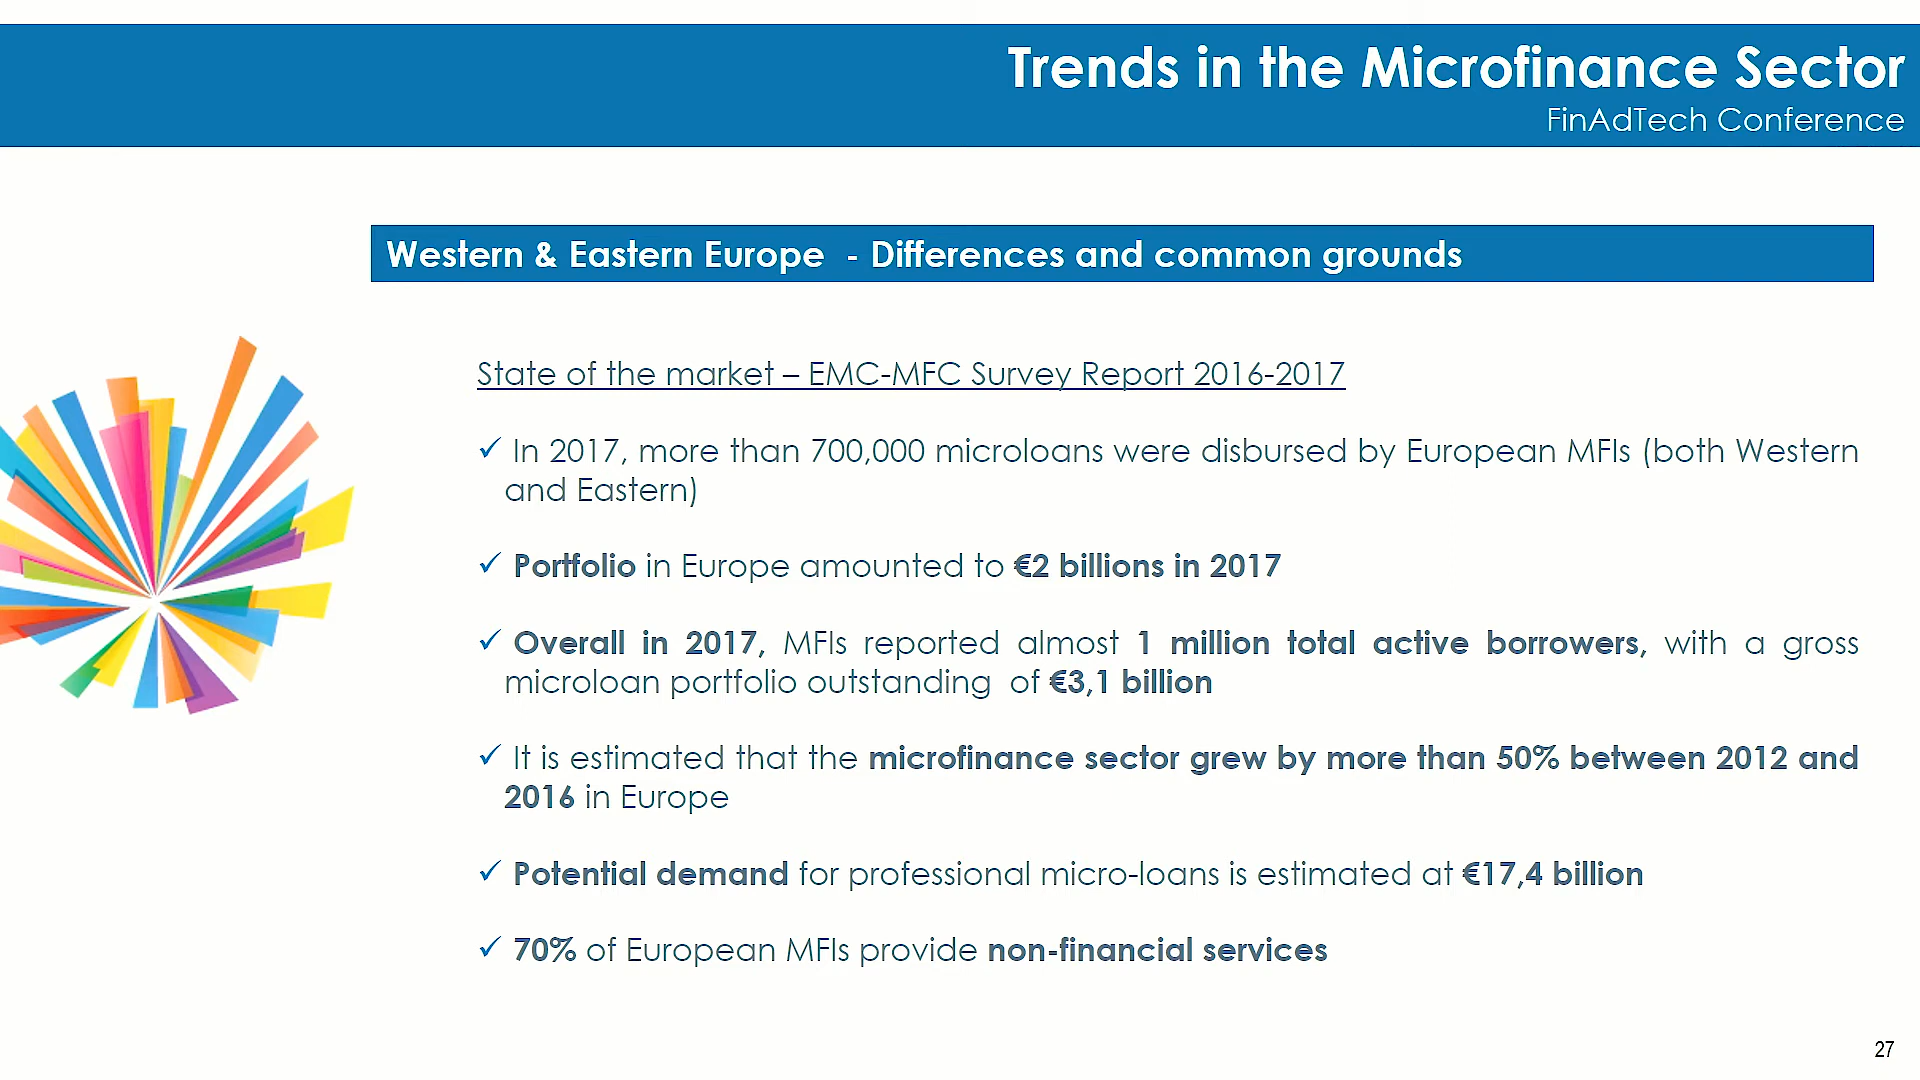 Trends in the Microfinance Sector
FinAdTech Conference
Western & Eastern Europe - Differences and common grounds
State of the market – EMC-MFC Survey Report 2016-2017
✓ In 2017, more than 700,000 microloans were disbursed by European MFIs (both Western
and Eastern)
✓ Portfolio in Europe amounted to €2 billions in 2017
✓ Overall in 2017, MFIs reported almost 1 million total active borrowers, with a gross
microloan portfolio outstanding of €3,1 billion
✓ It is estimated that the microfinance sector grew by more than 50% between 2012 and
2016 in Europe
✓ Potential demand for professional micro-loans is estimated at €17,4 billion
✓ 70% of European MFIs provide non-financial services
27